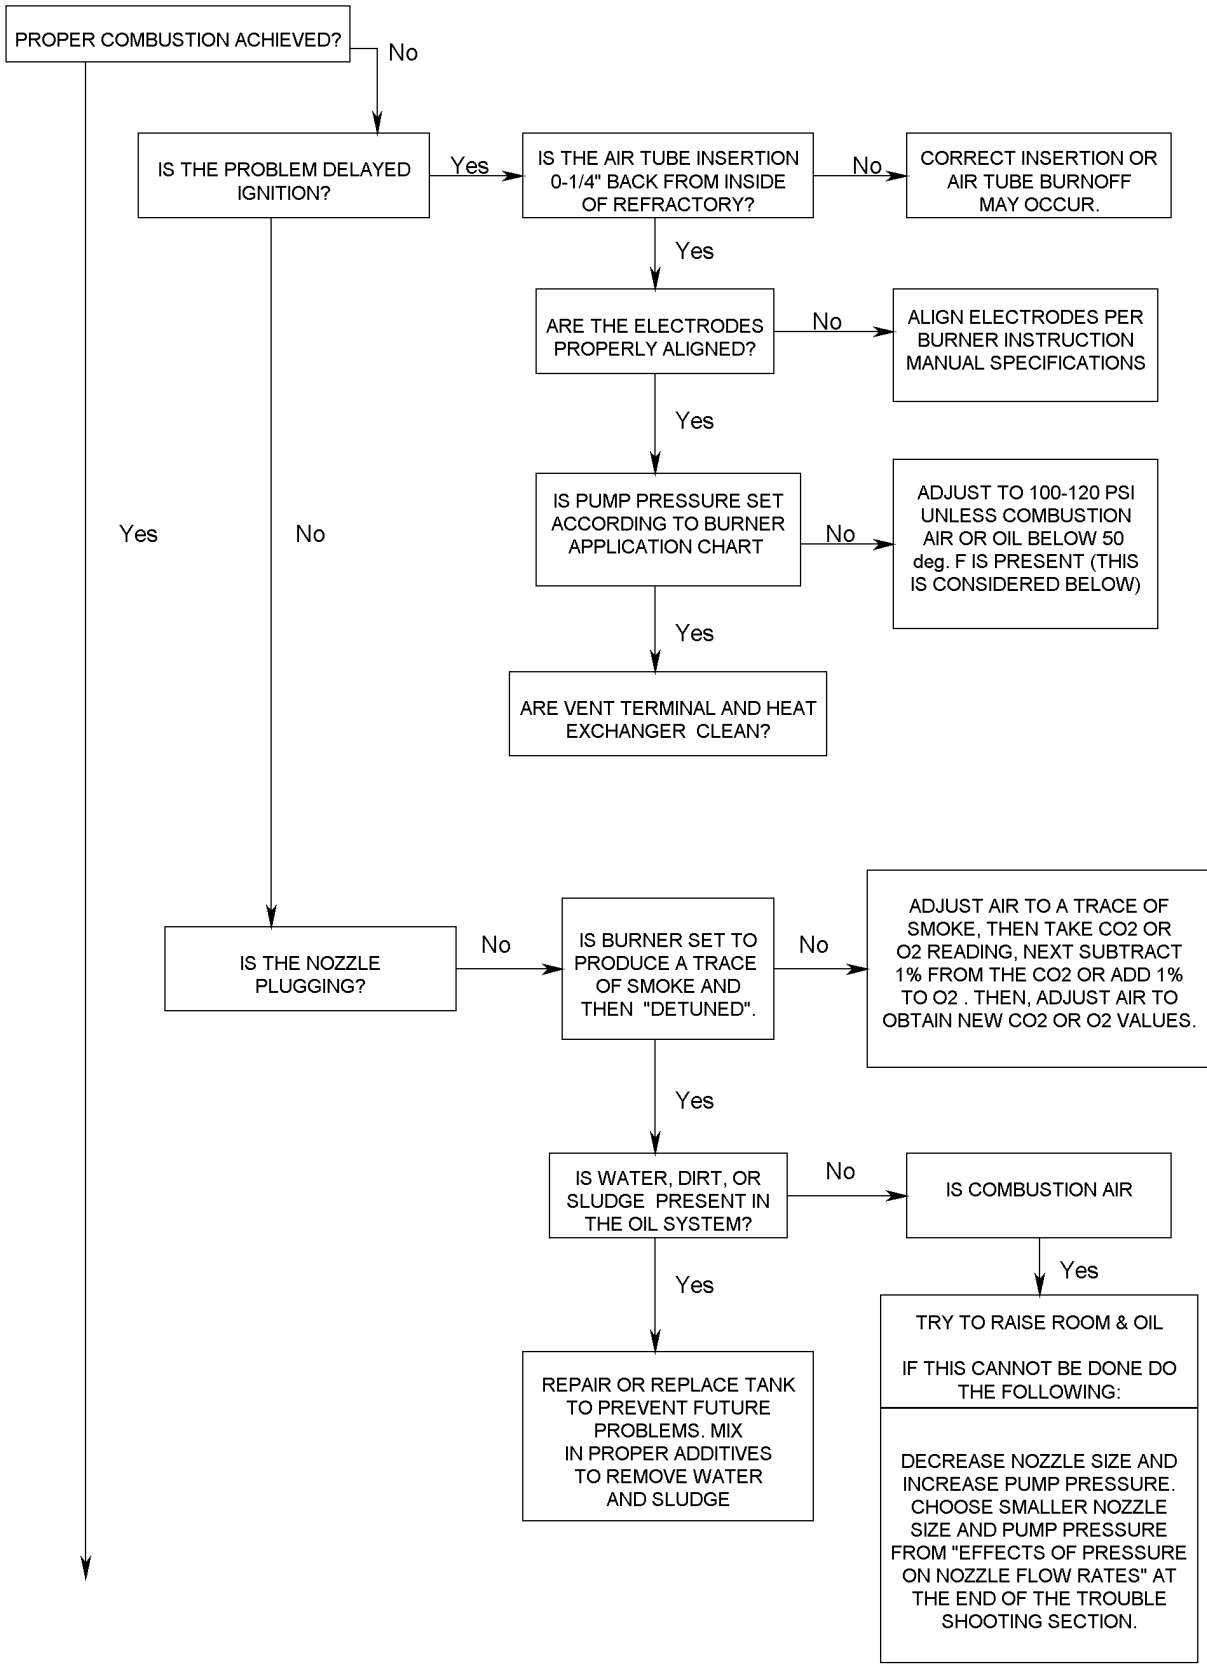 PROPER COMBUSTION ACHIEVED?
No
IS THE PROBLEM DELAYED
IGNITION?
Yes
IS THE AIR TUBE INSERTION
0-1/4" BACK FROM INSIDE
OF REFRACTORY?
No
CORRECT INSERTION OR
AIR TUBE BURNOFF
MAY OCCUR.
Yes
ARE THE ELECTRODES
PROPERLY ALIGNED?
No
ALIGN ELECTRODES PER
BURNER INSTRUCTION
MANUAL SPECIFICATIONS
Yes
IS PUMP PRESSURE SET
ACCORDING TO BURNER
APPLICATION CHART
No
ADJUST TO 100-120 PSI
UNLESS COMBUSTION
AIR OR OIL BELOW 50
deg. F IS PRESENT (THIS
IS CONSIDERED BELOW)
Yes
No
Yes
ARE VENT TERMINAL AND HEAT
EXCHANGER CLEAN?
IS THE NOZZLE
PLUGGING?
No
IS BURNER SET TO
PRODUCE A TRACE
OF SMOKE AND
THEN "DETUNED".
No
ADJUST AIR TO A TRACE OF
SMOKE, THEN TAKE CO2 OR
O2 READING, NEXT SUBTRACT
1% FROM THE CO2 OR ADD 1%
TO O2 . THEN, ADJUST AIR TO
OBTAIN NEW CO2 OR O2 VALUES.
Yes
IS WATER, DIRT, OR
SLUDGE PRESENT IN
THE OIL SYSTEM?
No
IS COMBUSTION AIR
Yes
Yes
TRY TO RAISE ROOM & OIL
IF THIS CANNOT BE DONE DO
THE FOLLOWING:
REPAIR OR REPLACE TANK
TO PREVENT FUTURE
PROBLEMS. MIX
IN PROPER ADDITIVES
TO REMOVE WATER
AND SLUDGE
DECREASE NOZZLE SIZE AND
INCREASE PUMP PRESSURE.
CHOOSE SMALLER NOZZLE
SIZE AND PUMP PRESSURE
FROM "EFFECTS OF PRESSURE
ON NOZZLE FLOW RATES" AT
THE END OF THE TROUBLE
SHOOTING SECTION.